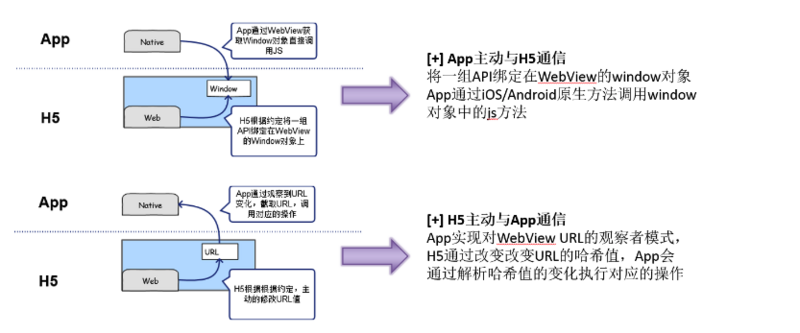 App
Native
App通过WebView获
取Window对象直接调
用JS
H5
Window
Web
H5根据约定将一组
API绑定在WebView
的Window对象上
[+] App主动与H5通信
将一组API绑定在WebView的window对象
App通过iOS/Android原生方法调用window
对象中的js方法
App
Native
App通过观察到URL
变化，截取URL，调
用对应的操作
H5
URL
Web
H5根据根据约定，主
动的修改URL值
[+] H5主动与App通信
App实现对WebView URL的观察者模式，
H5通过改变改变URL的哈希值，App会
通过解析哈希值的变化执行对应的操作